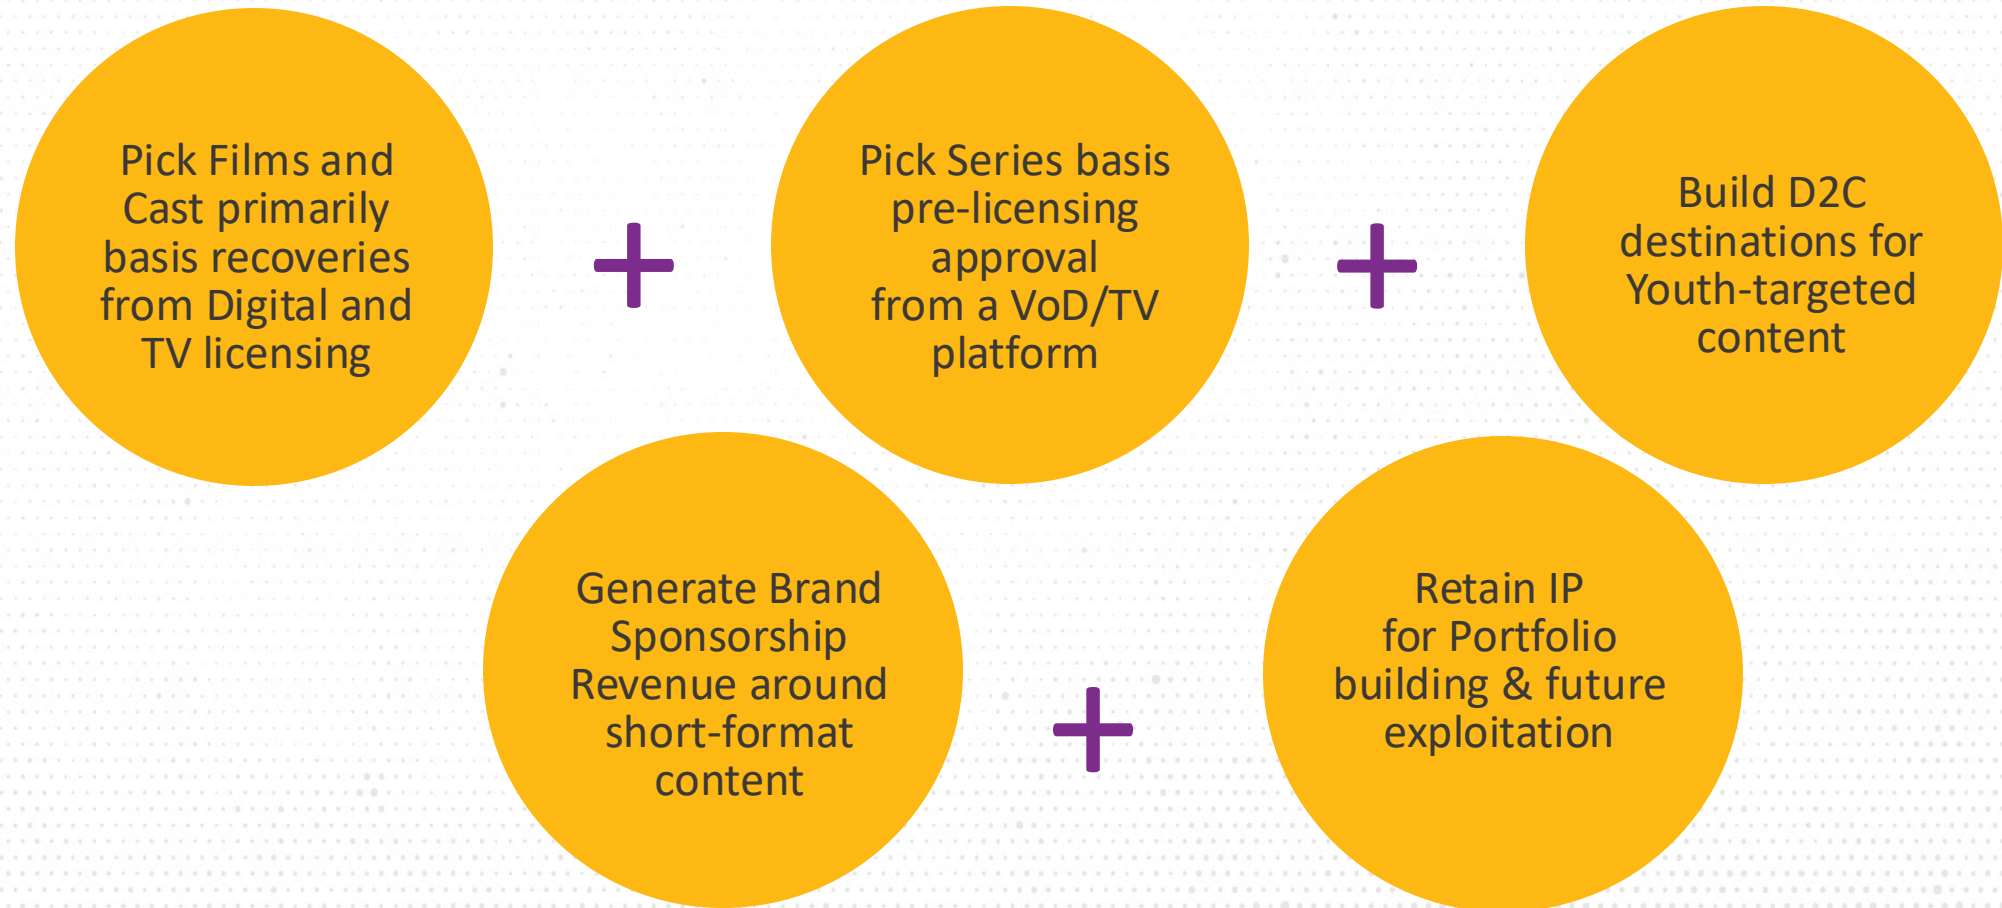 Pick Films and
Cast primarily
basis recoveries
from Digital and
TV licensing
+
Pick Series basis
pre-licensing
approval
from a VoD/TV
platform
+
Build D2C
destinations for
Youth-targeted
content
Generate Brand
Sponsorship
Revenue around
short-format
content
+
Retain IP
for Portfolio
building & future
exploitation